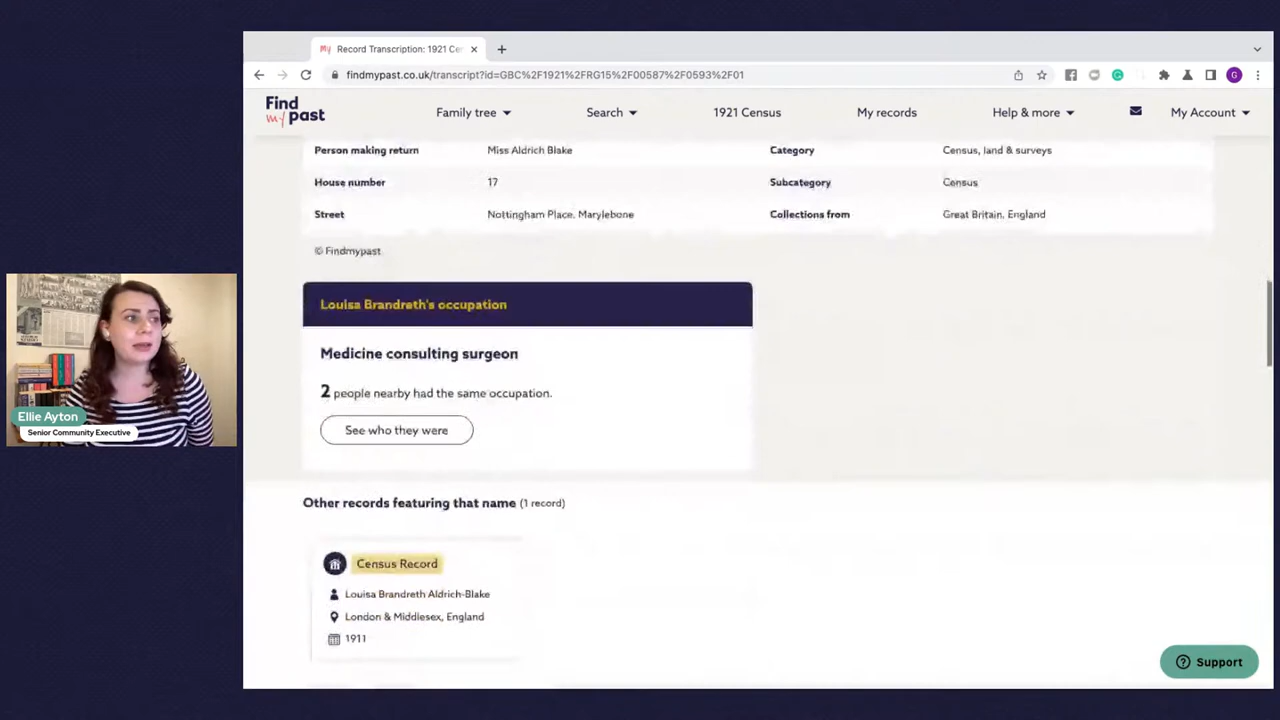 Record Transcription: 1921 Ce
findmypast.co.uk/transcript?id=GBC%2F1921%2FRG15%2F00587%2F0593%2F01
G
Find my past
Family tree
Search
1921 Census
My records
Help & more
My Account
Person making return Miss Aldrich Blake Category Census, land & surveys
House number 17 Subcategory Census
Street Nottingham Place, Marylebone Collections from Great Britain, England
© Findmypast
Louisa Brandreth's occupation
Medicine consulting surgeon
2 people nearby had the same occupation.
See who they were
Other records featuring that name (1 record)
Census Record
Louisa Brandreth Aldrich-Blake
London & Middlesex, England
1911
Support
Ellie Ayton
Senior Community Executive